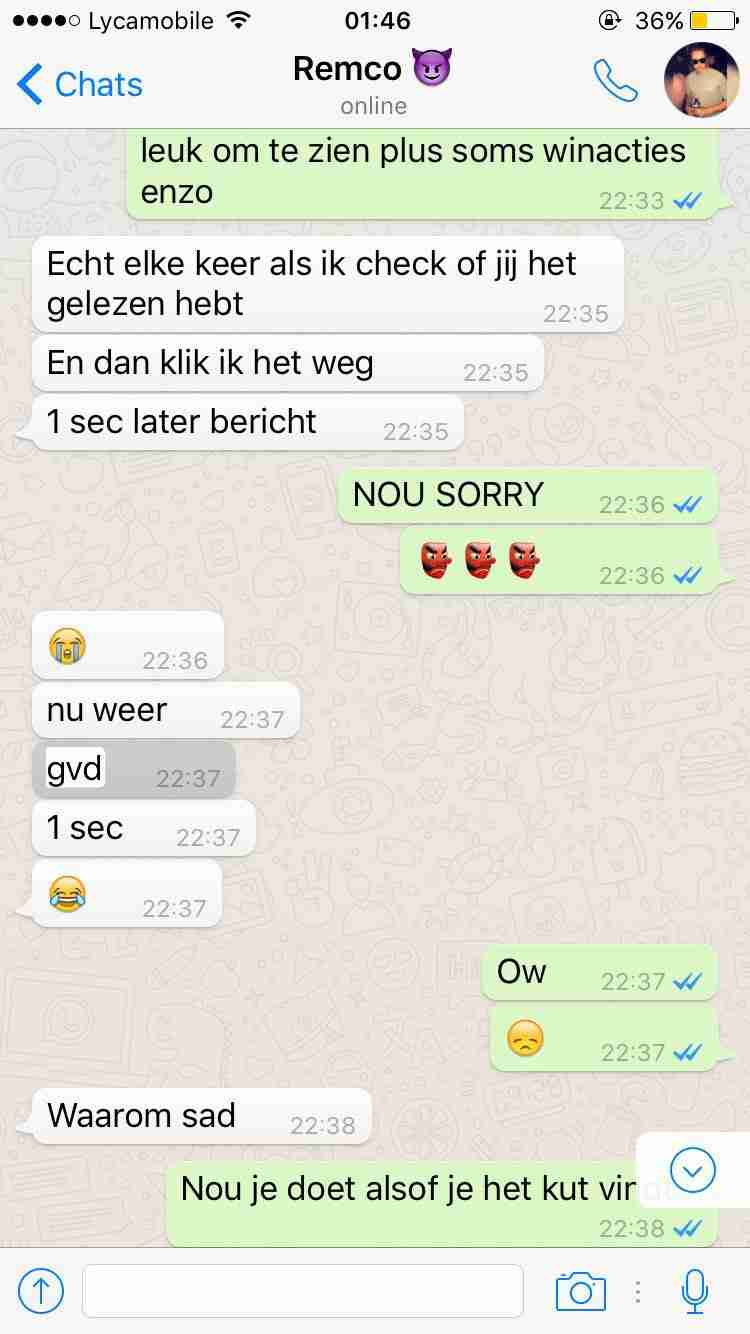 Lycamobile 01:46 36%
Chats
Remco 😈
online
leuk om te zien plus soms winacties
enzo
22:33
Echt elke keer als ik check of jij het
gelezen hebt
22:35
En dan klik ik het weg 22:35
1 sec later bericht 22:35
NOU SORRY 22:36
👺👺👺 22:36
😭 22:36
nu weer 22:37
gvd 22:37
1 sec 22:37
😂 22:37
Ow 22:37
😞 22:37
Waarom sad 22:38
Nou je doet alsof je het kut
22:38